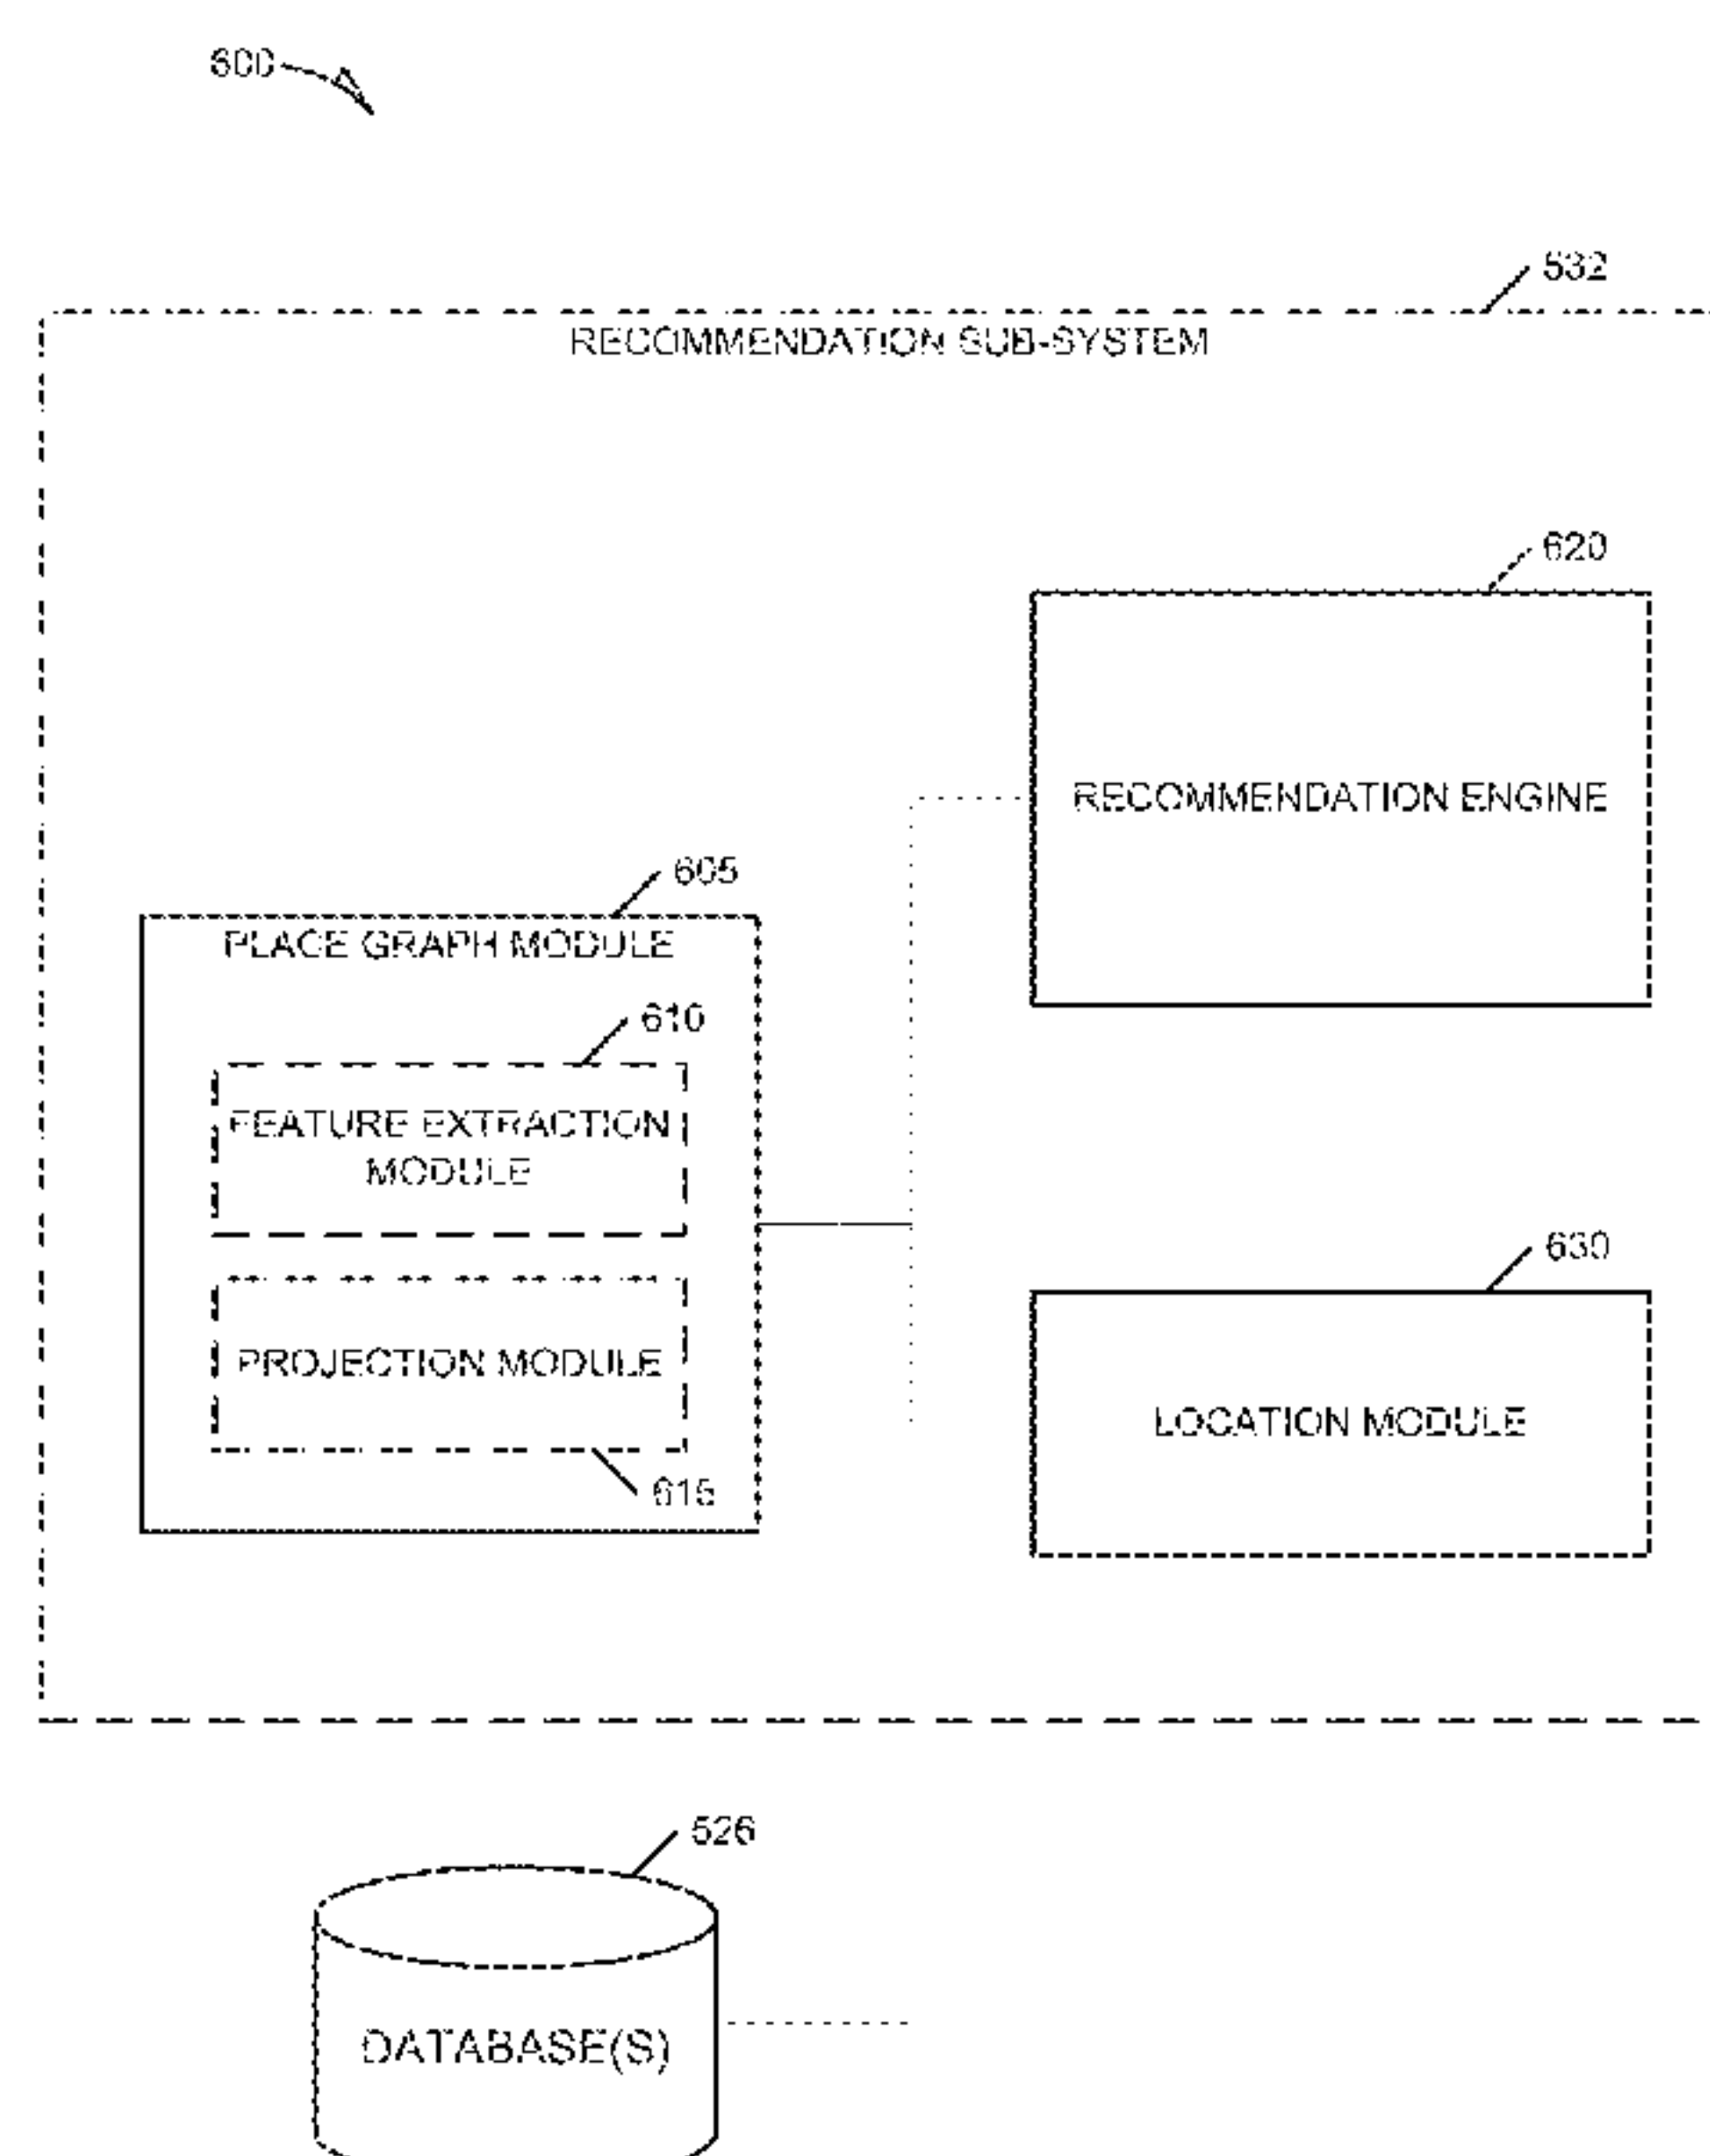 600
532
RECOMMENDATION SUB-SYSTEM
620
RECOMMENDATION ENGINE
605
PLACE GRAPH MODULE
610
FEATURE EXTRACTION
MODULE
630
PROJECTION MODULE
LOCATION MODULE
615
526
DATABASE(S)